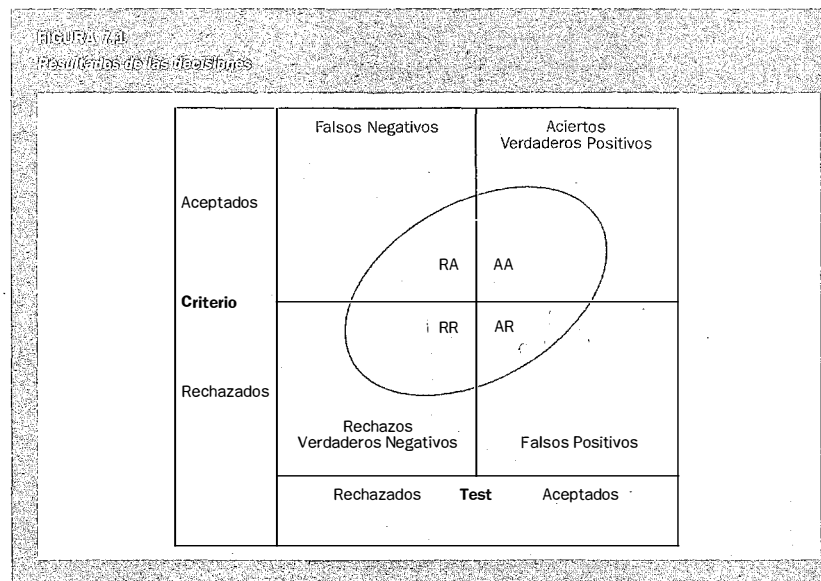 FIGURA 7.1
Resultados de las decisiones
Falsos Negativos
Aciertos
Verdaderos Positivos
Aceptados
RA
AA
Criterio
RR
AR
Rechazados
Rechazos
Verdaderos Negativos
Falsos Positivos
Rechazados
Test
Aceptados